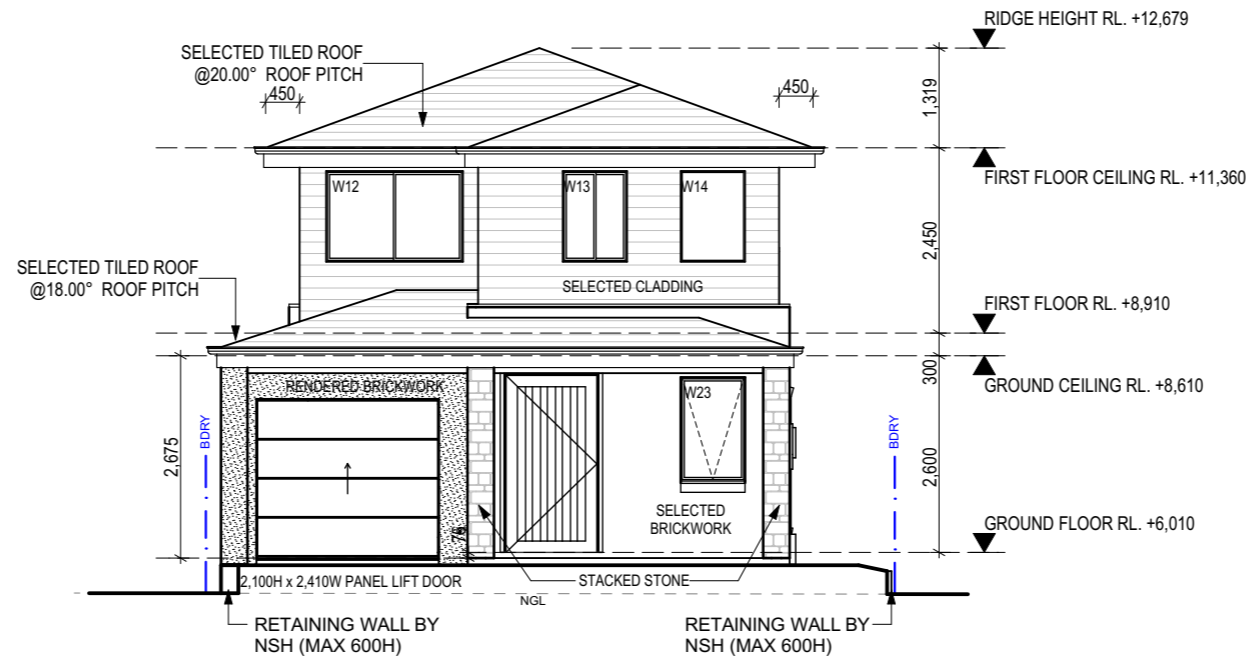 RIDGE HEIGHT RL. +12,679
SELECTED TILED ROOF
@20.00° ROOF PITCH
450
450
1,319
FIRST FLOOR CEILING RL. +11,360
W12
W13
W14
2,450
SELECTED TILED ROOF
@18.00° ROOF PITCH
SELECTED CLADDING
FIRST FLOOR RL. +8,910
300
GROUND CEILING RL. +8,610
RENDERED BRICKWORK
W23
BDRY
BDRY
2,675
2,600
SELECTED
BRICKWORK
GROUND FLOOR RL. +6,010
2,100H x 2,410W PANEL LIFT DOOR
STACKED STONE
NGL
RETAINING WALL BY
NSH (MAX 600H)
RETAINING WALL BY
NSH (MAX 600H)